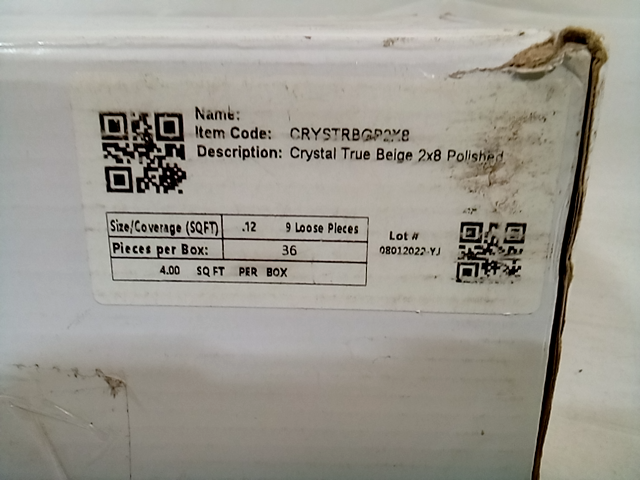 Name:
Item Code: CRYSTRBGP2X8
Description: Crystal True Beige 2x8 Polished
Size/Coverage (SQFT) .12 9 Loose Pieces
Pieces per Box: 36
4.00 SQ FT PER BOX
Lot #
08012022-YJ